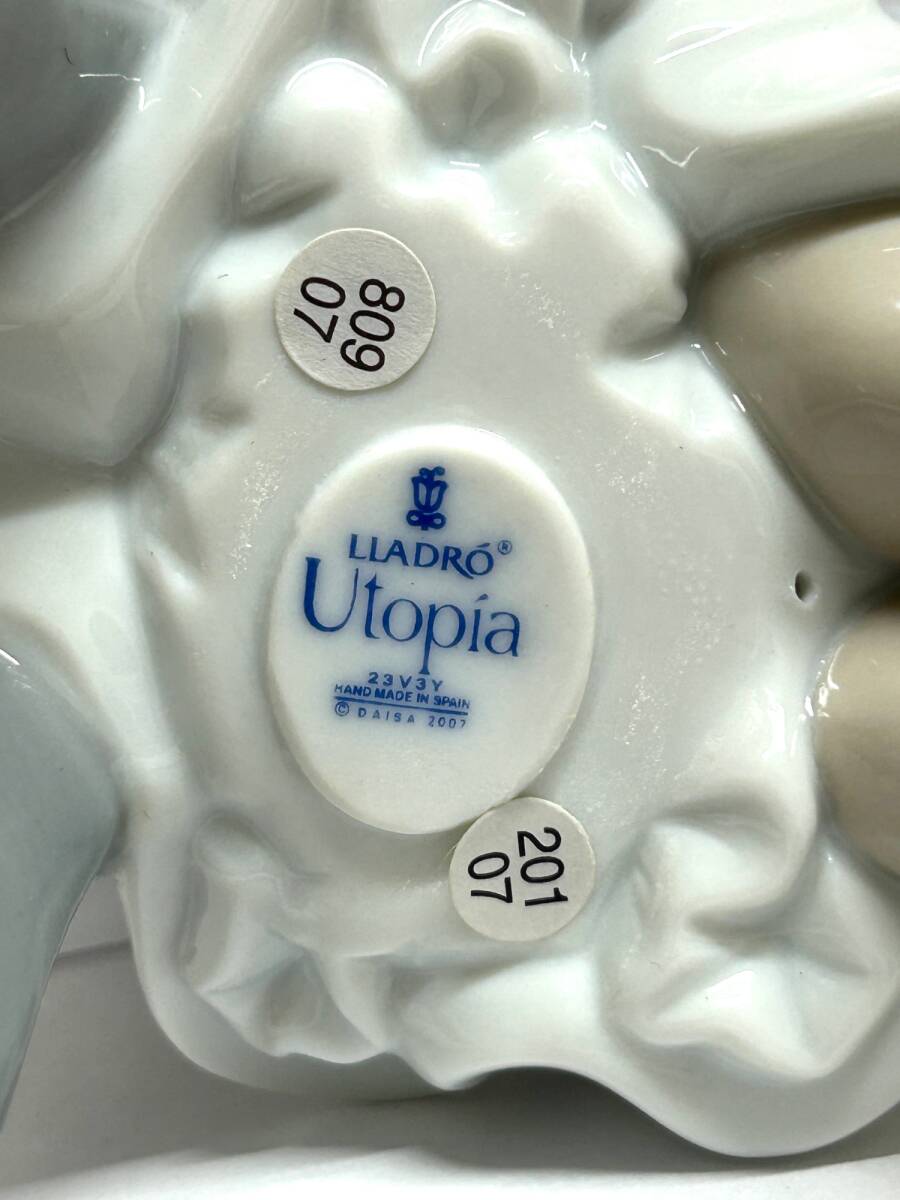 809
07
LLADRÓ®
Utopía
23V3Y
HAND MADE IN SPAIN
© DAISA 2007
201
07